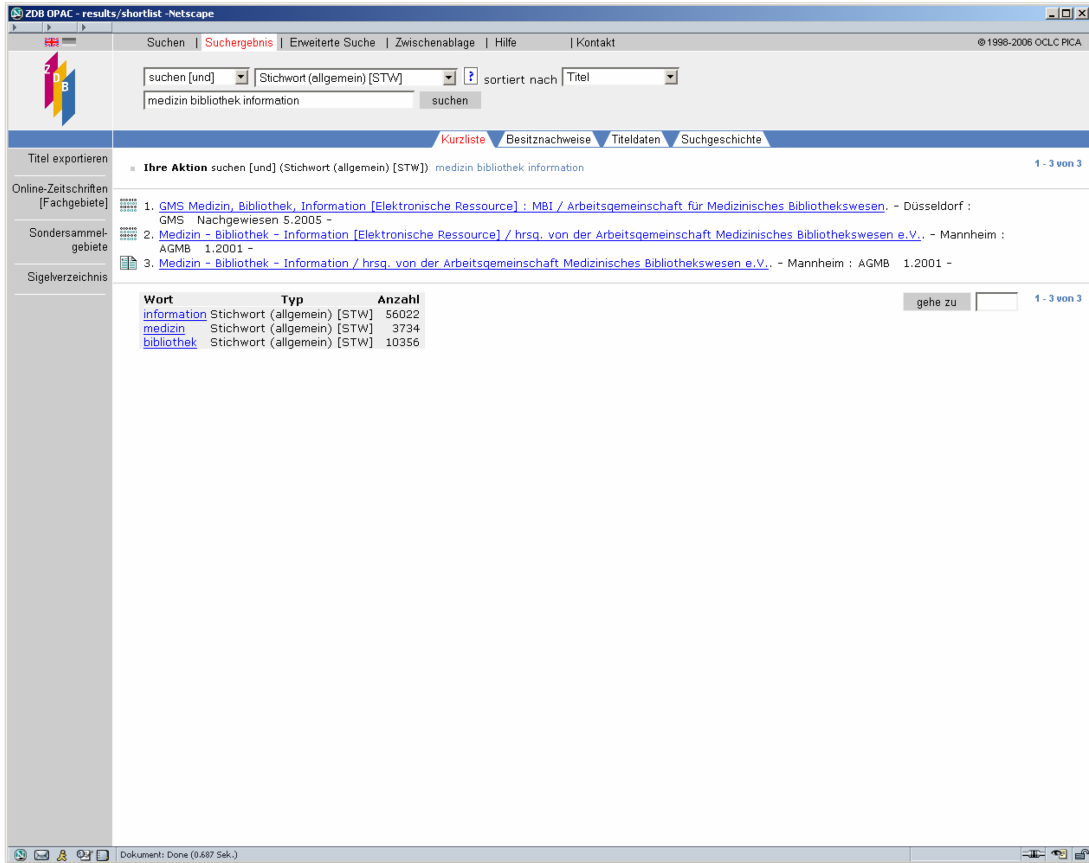 ZDB OPAC - results/shortlist -Netscape
Suchen | Suchergebnis | Erweiterte Suche | Zwischenablage | Hilfe | Kontakt © 1998-2006 OCLC PICA
Z D B
suchen [und] Stichwort (allgemein) [STW] ? sortiert nach Titel
medizin bibliothek information suchen
Kurzliste Besitznachweise Titeldaten Suchgeschichte
Titel exportieren
Online-Zeitschriften
[Fachgebiete]
Sondersammel-
gebiete
Sigelverzeichnis
Ihre Aktion suchen [und] (Stichwort (allgemein) [STW]) medizin bibliothek information 1 - 3 von 3
1. GMS Medizin, Bibliothek, Information [Elektronische Ressource] : MBI / Arbeitsgemeinschaft für Medizinisches Bibliothekswesen. - Düsseldorf :
GMS Nachgewiesen 5.2005 -
2. Medizin - Bibliothek - Information [Elektronische Ressource] / hrsg. von der Arbeitsgemeinschaft Medizinisches Bibliothekswesen e.V.. - Mannheim :
AGMB 1.2001 -
3. Medizin - Bibliothek - Information / hrsg. von der Arbeitsgemeinschaft Medizinisches Bibliothekswesen e.V.. - Mannheim : AGMB 1.2001 -
Wort Typ Anzahl
information Stichwort (allgemein) [STW] 56022
medizin Stichwort (allgemein) [STW] 3734
bibliothek Stichwort (allgemein) [STW] 10356
gehe zu 1 - 3 von 3
Dokument: Done (0.687 Sek.)